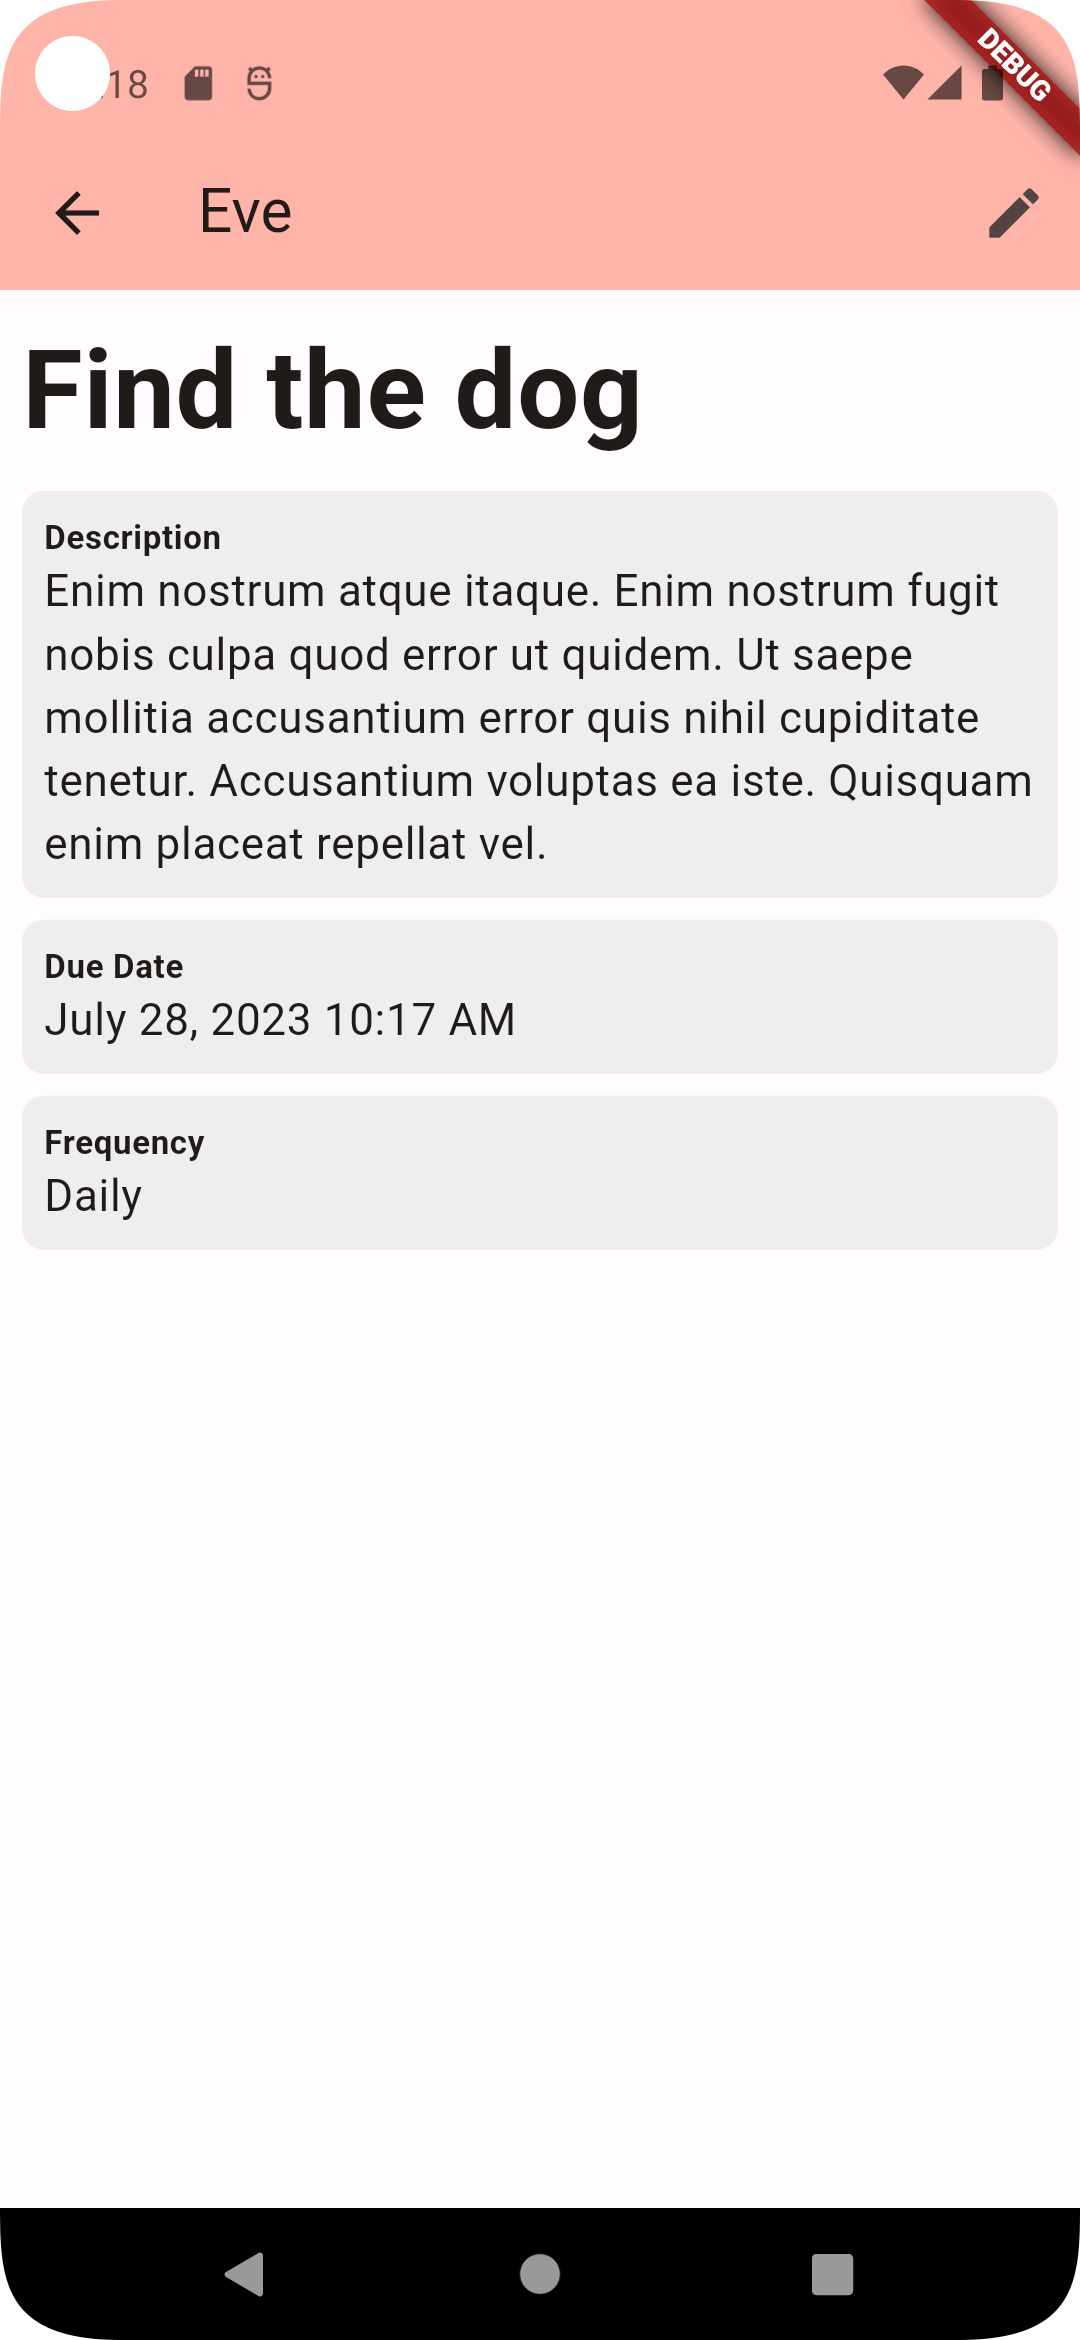 18
DEBUG
Eve
Find the dog
Description
Enim nostrum atque itaque. Enim nostrum fugit
nobis culpa quod error ut quidem. Ut saepe
mollitia accusantium error quis nihil cupiditate
tenetur. Accusantium voluptas ea iste. Quisquam
enim placeat repellat vel.
Due Date
July 28, 2023 10:17 AM
Frequency
Daily